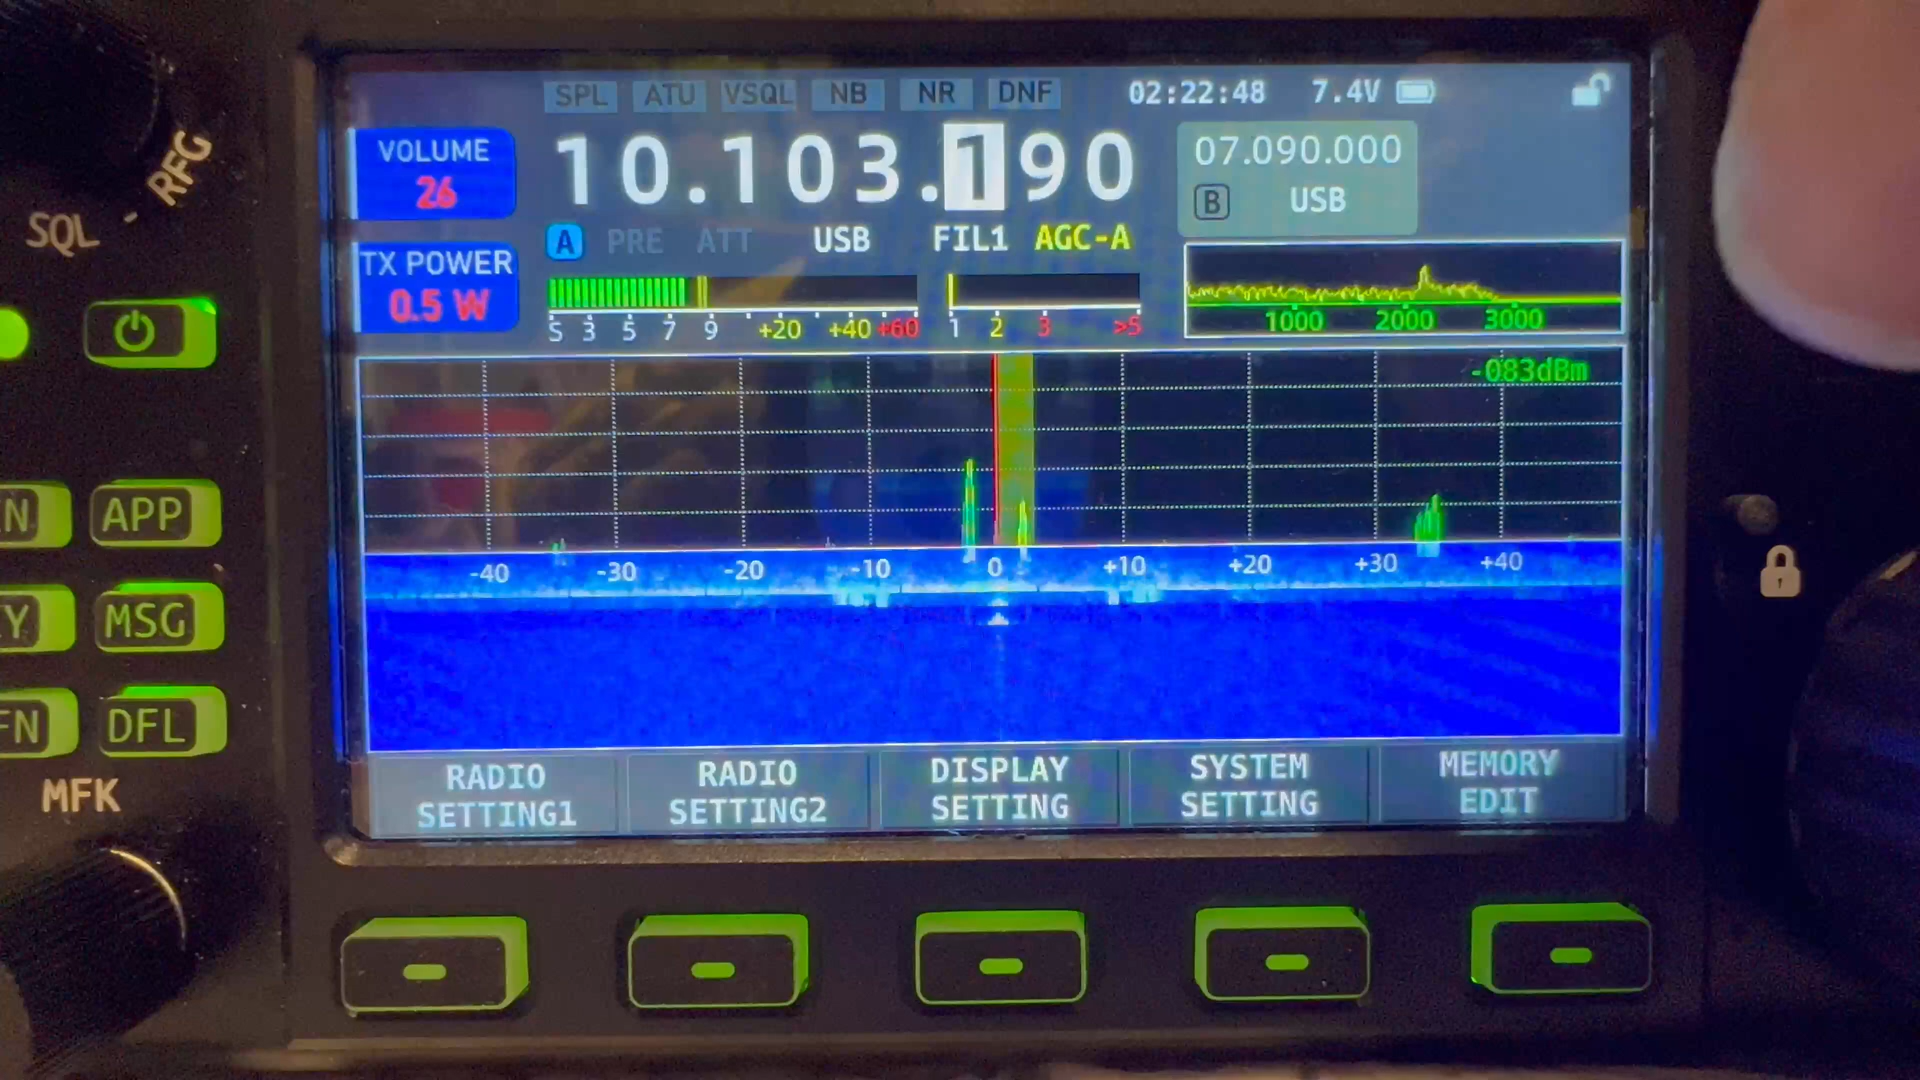 SPL ATU VSQL NB NR DNF 02:22:48 7.4V
VOLUME
26
10.103.190
07.090.000
B USB
A PRE ATT USB FIL1 AGC-A
TX POWER
0.5 W
S 3 5 7 9 +20 +40 +60
1 2 3 >5
1000 2000 3000
-083dBm
-40 -30 -20 -10 0 +10 +20 +30 +40
RADIO SETTING1
RADIO SETTING2
DISPLAY SETTING
SYSTEM SETTING
MEMORY EDIT
RFG
SQL -
N
APP
Y
MSG
FN
DFL
MFK